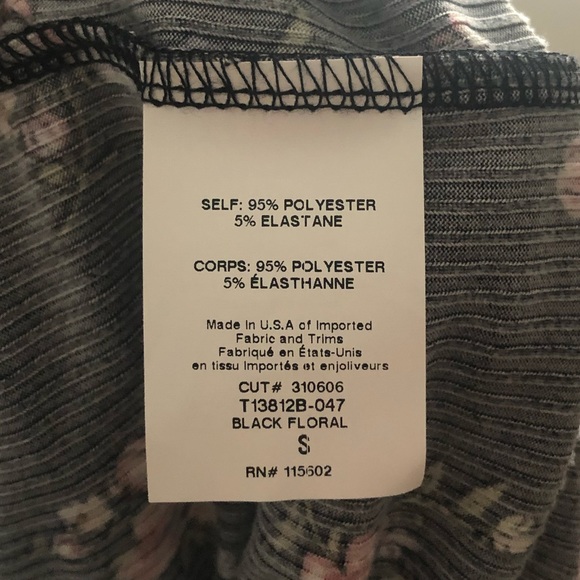 SELF: 95% POLYESTER
5% ELASTANE
CORPS: 95% POLYESTER
5% ÉLASTHANNE
Made in U.S.A of Imported
Fabric and Trims
Fabriqué en États-Unis
en tissu importés et enjoliveurs
CUT# 310606
T13812B-047
BLACK FLORAL
S
RN# 115602